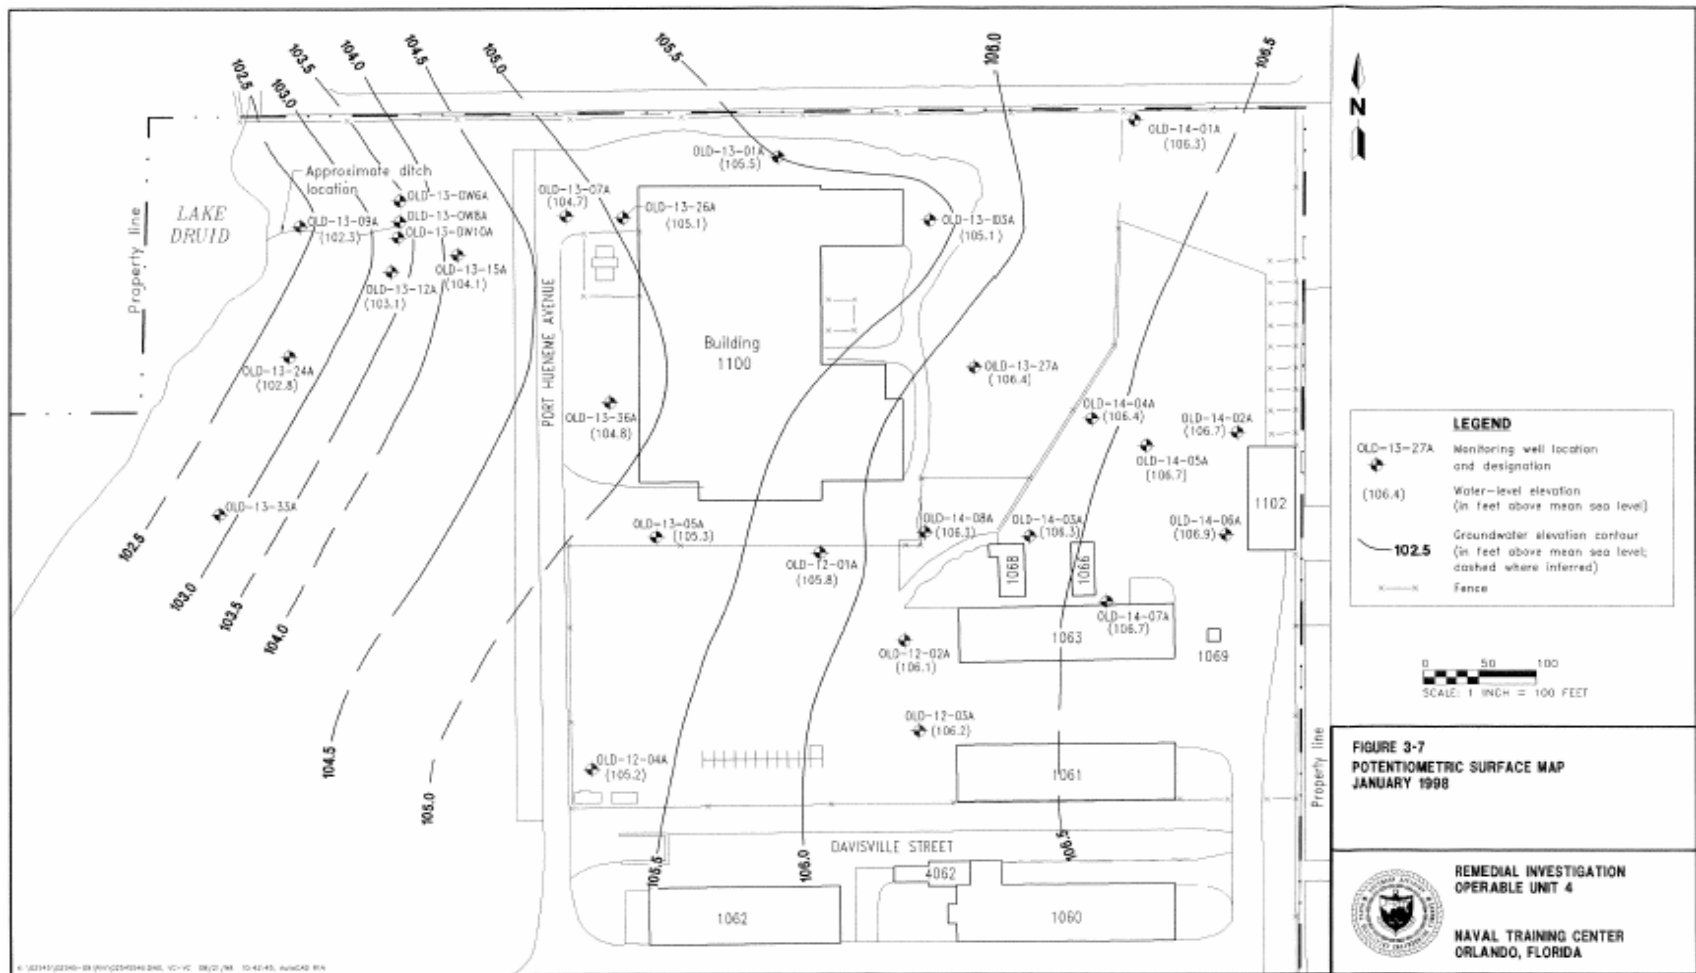 102.5
103.5
103.0
104.0
104.5
105.0
105.5
106.0
106.5
N
OLD-14-01A
(106.3)
OLD-13-01A
(105.5)
Approximate ditch
location
LAKE
DRUID
Property line
OLD-13-09A
(102.3)
OLD-13-0W6A
OLD-13-0W8A
OLD-13-0W10A
OLD-13-12A
(103.1)
OLD-13-15A
(104.1)
OLD-13-07A
(104.7)
OLD-13-26A
(105.1)
OLD-13-03A
(105.1)
PORT HUENEME AVENUE
Building
1100
OLD-13-24A
(102.8)
OLD-13-36A
(104.8)
OLD-13-27A
(106.4)
OLD-14-04A
(106.4)
OLD-14-02A
(106.7)
OLD-14-05A
(106.7)
1102
OLD-13-33A
OLD-13-05A
(105.3)
OLD-12-01A
(105.8)
OLD-14-08A
(106.3)
OLD-14-03A
(106.3)
OLD-14-06A
(106.9)
1068
1066
OLD-14-07A
(106.7)
1063
1069
OLD-12-02A
(106.1)
OLD-12-03A
(106.2)
OLD-12-04A
(105.2)
1061
Property line
102.5
103.0
103.5
104.0
104.5
105.0
105.5
106.0
106.5
DAVISVILLE STREET
4062
1062
1060
LEGEND
OLD-13-27A Monitoring well location
and designation
(106.4) Water-level elevation
(in feet above mean sea level)
102.5 Groundwater elevation contour
(in feet above mean sea level;
dashed where inferred)
Fence
0 50 100
SCALE: 1 INCH = 100 FEET
FIGURE 3-7
POTENTIOMETRIC SURFACE MAP
JANUARY 1998
REMEDIAL INVESTIGATION
OPERABLE UNIT 4
NAVAL TRAINING CENTER
ORLANDO, FLORIDA